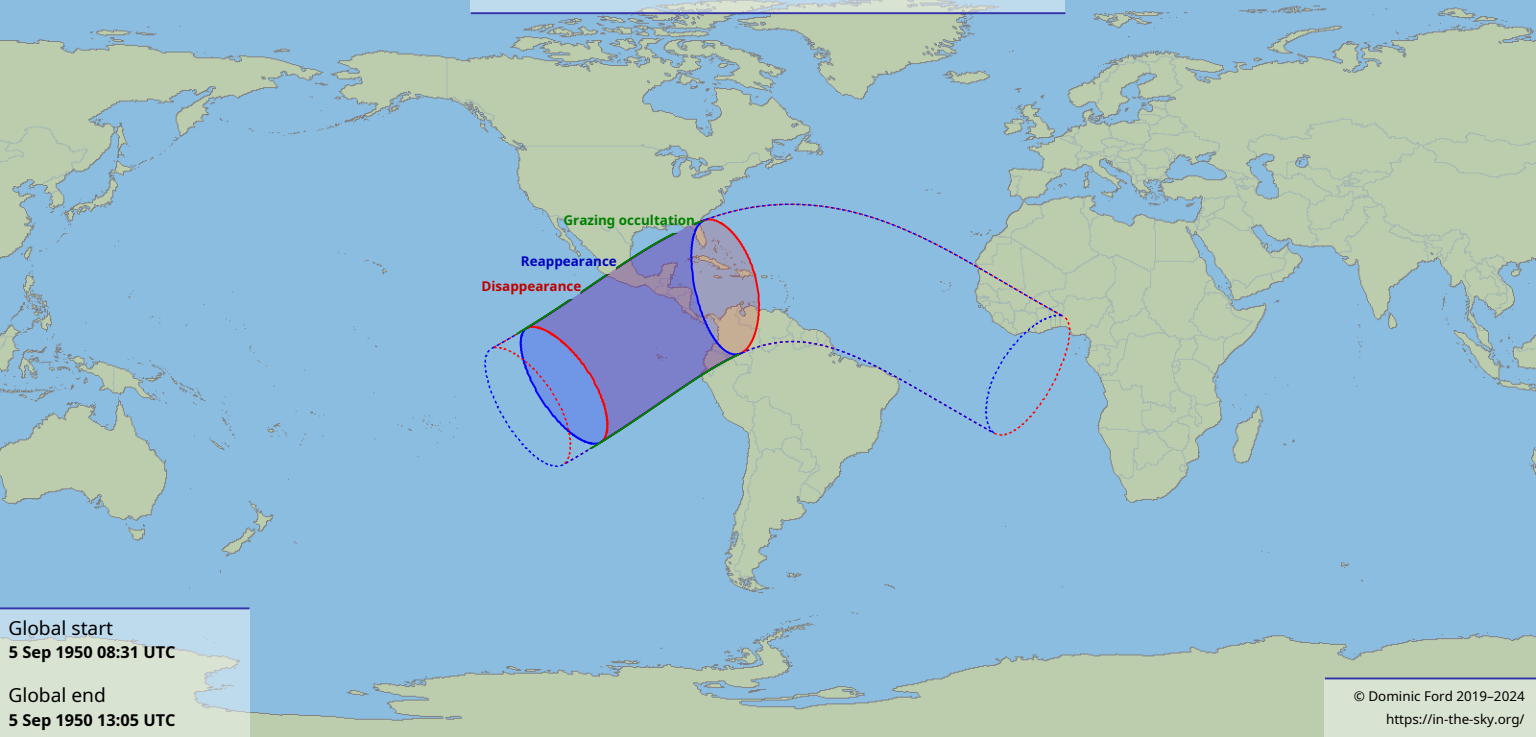 Grazing occultation
Reappearance
Disappearance
Global start
5 Sep 1950 08:31 UTC
Global end
5 Sep 1950 13:05 UTC
© Dominic Ford 2019–2024
https://in-the-sky.org/